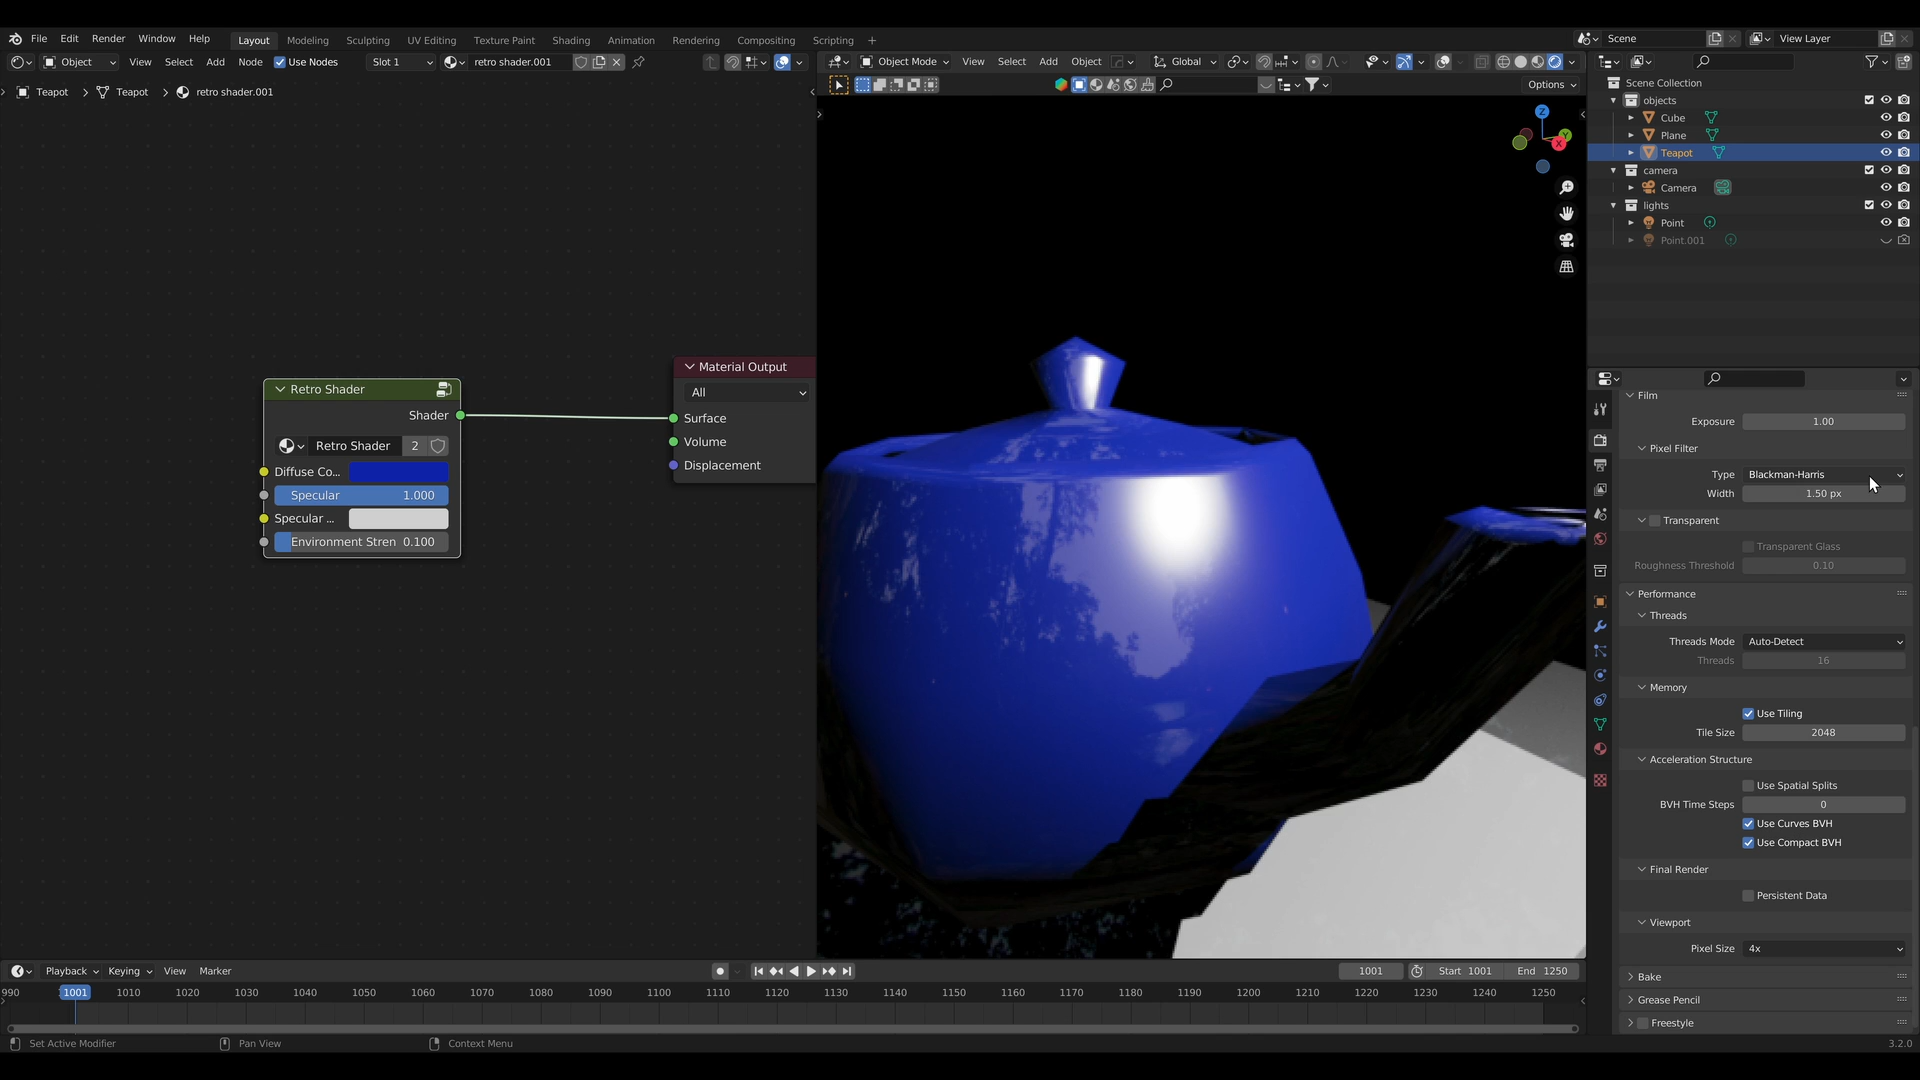 File Edit Render Window Help Layout Modeling Sculpting UV Editing Texture Paint Shading Animation Rendering Compositing Scripting + Scene View Layer
Object View Select Add Node Use Nodes Slot 1 retro shader.001 Object Mode View Select Add Object Global
Options
Teapot > Teapot > retro shader.001
Scene Collection
objects
Cube
Plane
Teapot
camera
Camera
lights
Point
Point.001
Z
Y
X
Retro Shader
Shader
Retro Shader 2
Diffuse Co...
Specular 1.000
Specular ...
Environment Stren 0.100
Material Output
All
Surface
Volume
Displacement
Film
Exposure 1.00
Pixel Filter
Type Blackman-Harris
Width 1.50 px
Transparent
Transparent Glass
Roughness Threshold 0.10
Performance
Threads
Threads Mode Auto-Detect
Threads 16
Memory
Use Tiling
Tile Size 2048
Acceleration Structure
Use Spatial Splits
BVH Time Steps 0
Use Curves BVH
Use Compact BVH
Final Render
Persistent Data
Viewport
Pixel Size 4x
Bake
Grease Pencil
Freestyle
Playback Keying View Marker 1001 Start 1001 End 1250
990 1001 1010 1020 1030 1040 1050 1060 1070 1080 1090 1100 1110 1120 1130 1140 1150 1160 1170 1180 1190 1200 1210 1220 1230 1240 1250
Set Active Modifier Pan View Context Menu 3.2.0